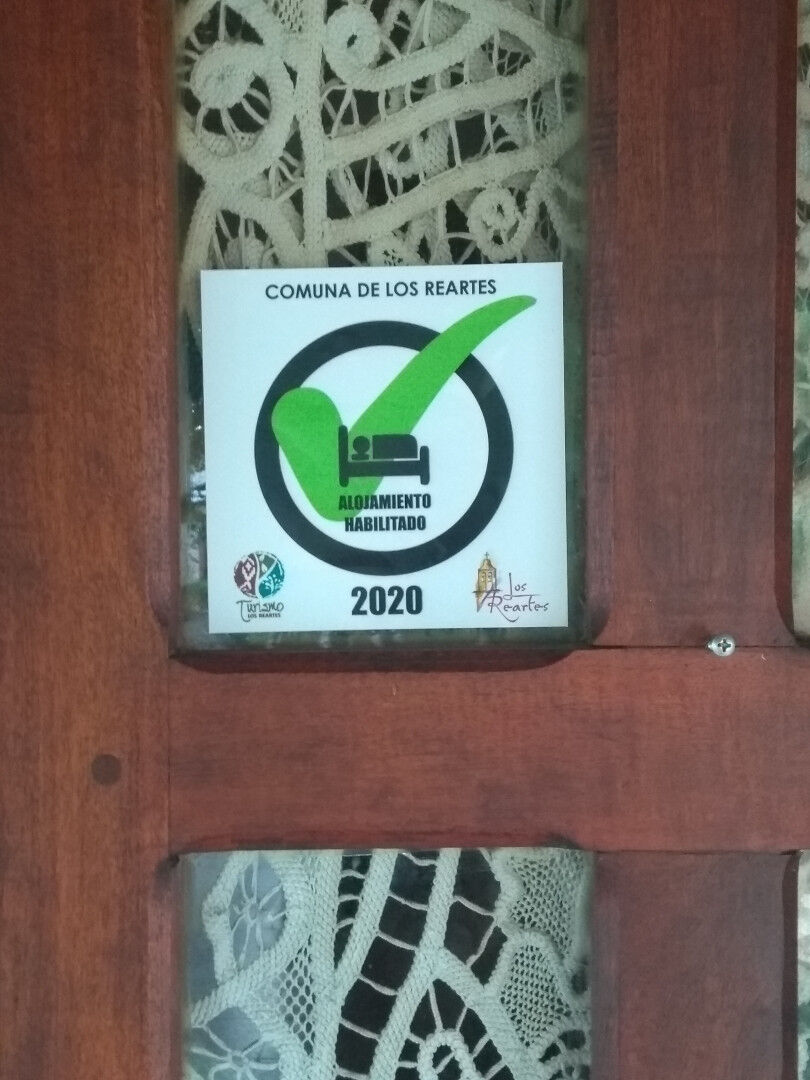 COMUNA DE LOS REARTES
ALOJAMIENTO
HABILITADO
2020
Turismo
LOS REARTES
Los
Reartes